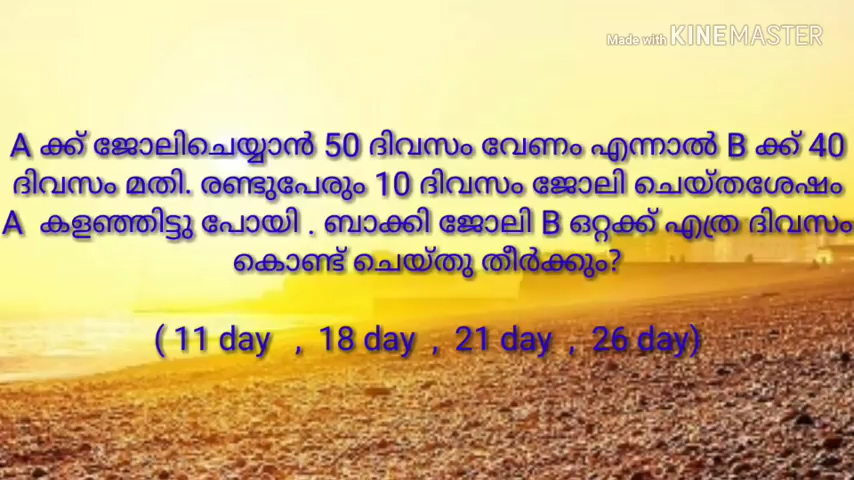 Made with KINEMASTER
A ക്ക് ജോലിചെയ്യാൻ 50 ദിവസം വേണം എന്നാൽ B ക്ക് 40
ദിവസം മതി. രണ്ടുപേരും 10 ദിവസം ജോലി ചെയ്തശേഷം
A കളഞ്ഞിട്ടു പോയി . ബാക്കി ജോലി B ഒറ്റക്ക് എത്ര ദിവസം
കൊണ്ട് ചെയ്തു തീർക്കും?
( 11 day , 18 day , 21 day , 26 day)